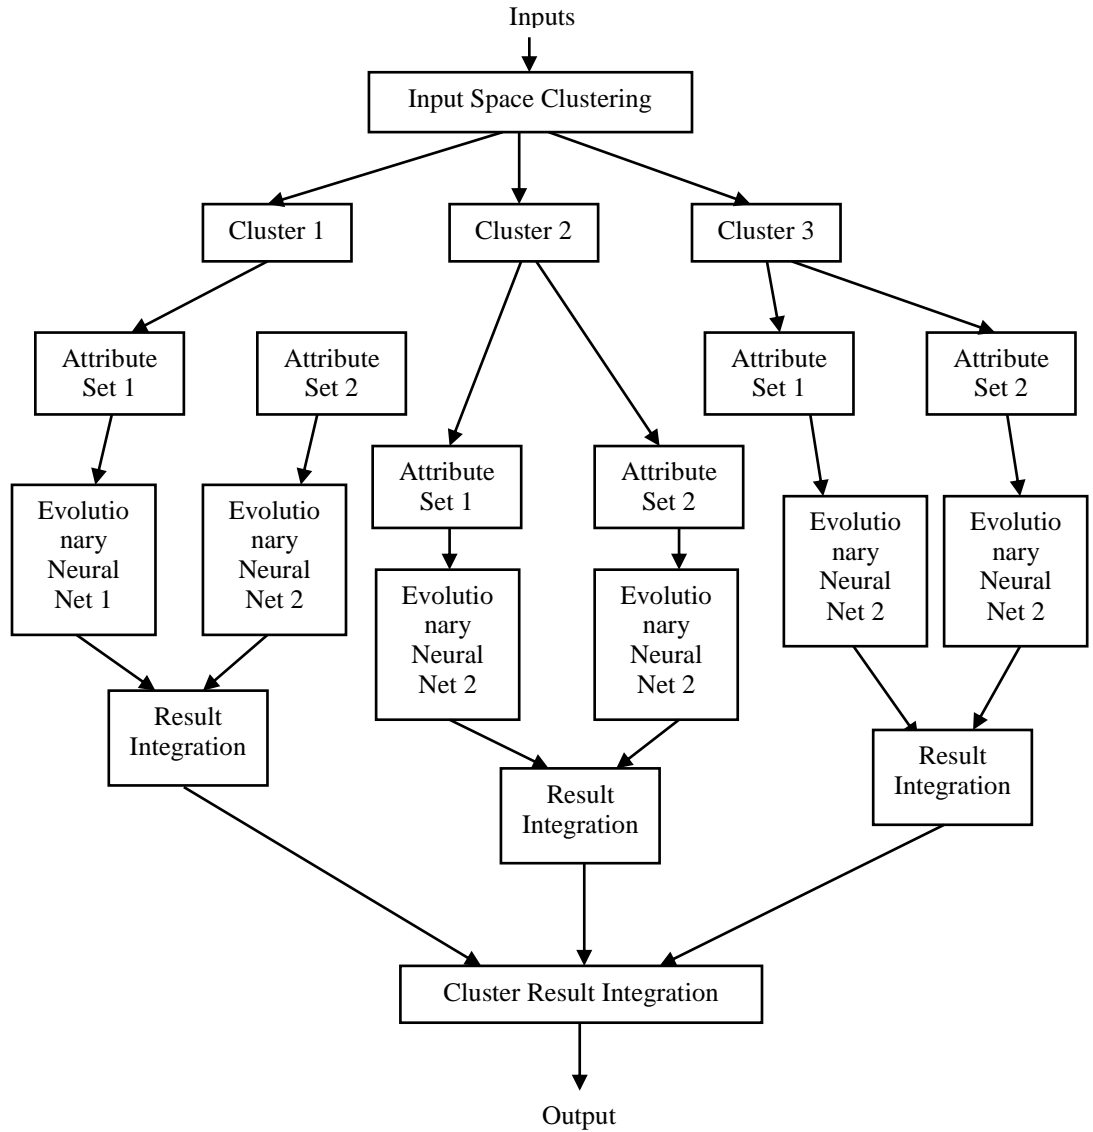 Inputs
Input Space Clustering
Cluster 1
Cluster 2
Cluster 3
Attribute
Set 1
Attribute
Set 2
Attribute
Set 1
Attribute
Set 2
Attribute
Set 1
Attribute
Set 2
Evolutio
nary
Neural
Net 1
Evolutio
nary
Neural
Net 2
Evolutio
nary
Neural
Net 2
Evolutio
nary
Neural
Net 2
Evolutio
nary
Neural
Net 2
Evolutio
nary
Neural
Net 2
Result
Integration
Result
Integration
Result
Integration
Cluster Result Integration
Output